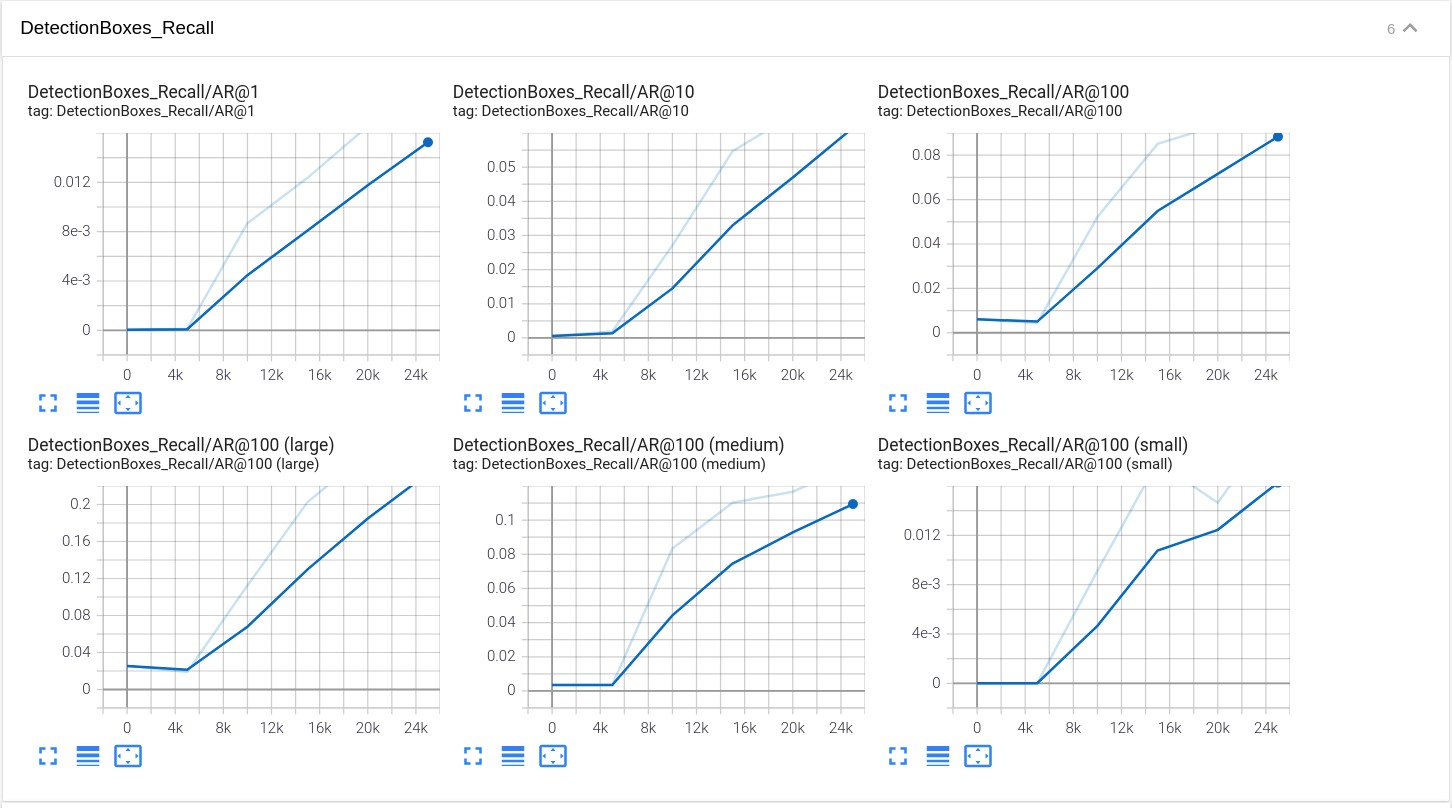 DetectionBoxes_Recall
6
DetectionBoxes_Recall/AR@1
tag: DetectionBoxes_Recall/AR@1
0.012
8e-3
4e-3
0
0 4k 8k 12k 16k 20k 24k
DetectionBoxes_Recall/AR@10
tag: DetectionBoxes_Recall/AR@10
0.05
0.04
0.03
0.02
0.01
0
0 4k 8k 12k 16k 20k 24k
DetectionBoxes_Recall/AR@100
tag: DetectionBoxes_Recall/AR@100
0.08
0.06
0.04
0.02
0
0 4k 8k 12k 16k 20k 24k
DetectionBoxes_Recall/AR@100 (large)
tag: DetectionBoxes_Recall/AR@100 (large)
0.2
0.16
0.12
0.08
0.04
0
0 4k 8k 12k 16k 20k 24k
DetectionBoxes_Recall/AR@100 (medium)
tag: DetectionBoxes_Recall/AR@100 (medium)
0.1
0.08
0.06
0.04
0.02
0
0 4k 8k 12k 16k 20k 24k
DetectionBoxes_Recall/AR@100 (small)
tag: DetectionBoxes_Recall/AR@100 (small)
0.012
8e-3
4e-3
0
0 4k 8k 12k 16k 20k 24k